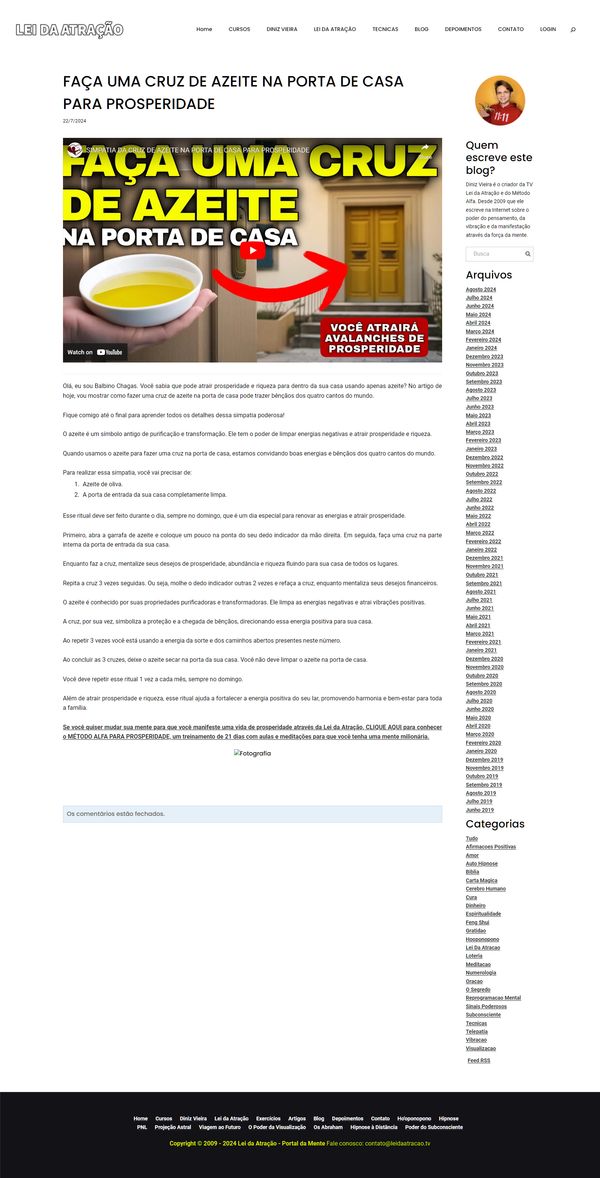 LEI DA ATRAÇÃO
Home CURSOS DINIZ VIEIRA LEI DA ATRAÇÃO TECNICAS BLOG DEPOIMENTOS CONTATO LOGIN
FAÇA UMA CRUZ DE AZEITE NA PORTA DE CASA
PARA PROSPERIDADE
22/7/2024
SIMPATIA DA CRUZ DE AZEITE NA PORTA DE CASA PARA PROSPERIDADE
FAÇA UMA CRUZ
DE AZEITE
NA PORTA DE CASA
VOCÊ ATRAIRÁ
AVALANCHES DE
PROSPERIDADE
Watch on YouTube
Olá, eu sou Balbino Chagas. Você sabia que pode atrair prosperidade e riqueza para dentro da sua casa usando apenas azeite? No artigo de
hoje, vou mostrar como fazer uma cruz de azeite na porta de casa pode trazer bênçãos dos quatro cantos do mundo.
Fique comigo até o final para aprender todos os detalhes dessa simpatia poderosa!
O azeite é um símbolo antigo de purificação e transformação. Ele tem o poder de limpar energias negativas e atrair prosperidade e riqueza.
Quando usamos o azeite para fazer uma cruz na porta de casa, estamos convidando boas energias e bênçãos dos quatro cantos do mundo.
Para realizar essa simpatia, você vai precisar de:
1. Azeite de oliva.
2. A porta de entrada da sua casa completamente limpa.
Esse ritual deve ser feito durante o dia, sempre no domingo, que é um dia especial para renovar as energias e atrair prosperidade.
Primeiro, abra a garrafa de azeite e coloque um pouco na ponta do seu dedo indicador da mão direita. Em seguida, faça uma cruz na parte
interna da porta de entrada da sua casa.
Enquanto faz a cruz, mentalize seus desejos de prosperidade, abundância e riqueza fluindo para sua casa de todos os lugares.
Repita a cruz 3 vezes seguidas. Ou seja, molhe o dedo indicador outras 2 vezes e refaça a cruz, enquanto mentaliza seus desejos financeiros.
O azeite é conhecido por suas propriedades purificadoras e transformadoras. Ele limpa as energias negativas e atrai vibrações positivas.
A cruz, por sua vez, simboliza a proteção e a chegada de bênçãos, direcionando essa energia positiva para sua casa.
Ao repetir 3 vezes você está usando a energia da sorte e dos caminhos abertos presentes neste número.
Ao concluir as 3 cruzes, deixe o azeite secar na porta da sua casa. Você não deve limpar o azeite na porta de casa.
Você deve repetir esse ritual 1 vez a cada mês, sempre no domingo.
Além de atrair prosperidade e riqueza, esse ritual ajuda a fortalecer a energia positiva do seu lar, promovendo harmonia e bem-estar para toda
a família.
Se você quiser mudar sua mente para que você manifeste uma vida de prosperidade através da Lei da Atração, CLIQUE AQUI para conhecer
o MÉTODO ALFA PARA PROSPERIDADE, um treinamento de 21 dias com aulas e meditações para que você tenha uma mente milionária.
Fotografia
Os comentários estão fechados.
11:11
Quem
escreve este
blog?
Diniz Vieira é o criador da TV
Lei da Atração e do Método
Alfa. Desde 2009 que ele
escreve na Internet sobre o
poder do pensamento, da
vibração e da manifestação
através da força da mente.
Busca
Arquivos
Agosto 2024
Julho 2024
Junho 2024
Maio 2024
Abril 2024
Março 2024
Fevereiro 2024
Janeiro 2024
Dezembro 2023
Novembro 2023
Outubro 2023
Setembro 2023
Agosto 2023
Julho 2023
Junho 2023
Maio 2023
Abril 2023
Março 2023
Fevereiro 2023
Janeiro 2023
Dezembro 2022
Novembro 2022
Outubro 2022
Setembro 2022
Agosto 2022
Julho 2022
Junho 2022
Maio 2022
Abril 2022
Março 2022
Fevereiro 2022
Janeiro 2022
Dezembro 2021
Novembro 2021
Outubro 2021
Setembro 2021
Agosto 2021
Julho 2021
Junho 2021
Maio 2021
Abril 2021
Março 2021
Fevereiro 2021
Janeiro 2021
Dezembro 2020
Novembro 2020
Outubro 2020
Setembro 2020
Agosto 2020
Julho 2020
Junho 2020
Maio 2020
Abril 2020
Março 2020
Fevereiro 2020
Janeiro 2020
Dezembro 2019
Novembro 2019
Outubro 2019
Setembro 2019
Agosto 2019
Julho 2019
Junho 2019
Categorias
Tudo
Afirmacoes Positivas
Amor
Auto Hipnose
Biblia
Carta Magica
Cerebro Humano
Cura
Dinheiro
Espiritualidade
Feng Shui
Gratidao
Hooponopono
Lei Da Atracao
Loteria
Meditacao
Numerologia
Oracao
O Segredo
Reprogramacao Mental
Sinais Poderosos
Subconsciente
Tecnicas
Telepatia
Vibracao
Visualizacao
Feed RSS
Home Cursos Diniz Vieira Lei da Atração Exercícios Artigos Blog Depoimentos Contato Ho'oponopono Hipnose
PNL Projeção Astral Viagem ao Futuro O Poder da Visualização Os Abraham Hipnose à Distância Poder do Subconsciente
Copyright © 2009 - 2024 Lei da Atração - Portal da Mente Fale conosco: contato@leidaatracao.tv